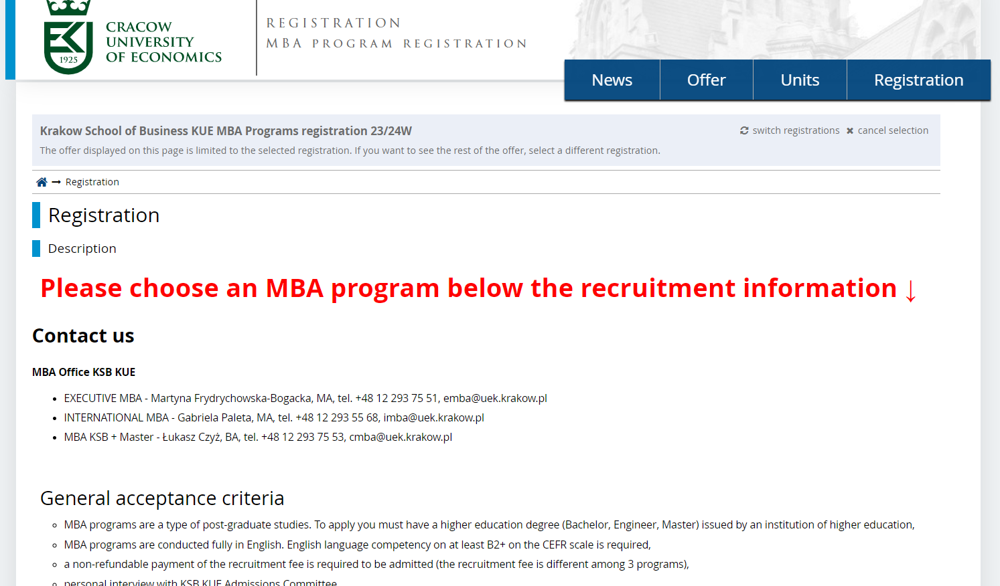 CRACOW
UNIVERSITY
OF ECONOMICS
1925
REGISTRATION
MBA PROGRAM REGISTRATION
News
Offer
Units
Registration
Krakow School of Business KUE MBA Programs registration 23/24W
switch registrations
cancel selection
The offer displayed on this page is limited to the selected registration. If you want to see the rest of the offer, select a different registration.
Registration
Registration
Description
Please choose an MBA program below the recruitment information ↓
Contact us
MBA Office KSB KUE
EXECUTIVE MBA - Martyna Frydrychowska-Bogacka, MA, tel. +48 12 293 75 51, emba@uek.krakow.pl
INTERNATIONAL MBA - Gabriela Paleta, MA, tel. +48 12 293 55 68, imba@uek.krakow.pl
MBA KSB + Master - Łukasz Czyż, BA, tel. +48 12 293 75 53, cmba@uek.krakow.pl
General acceptance criteria
MBA programs are a type of post-graduate studies. To apply you must have a higher education degree (Bachelor, Engineer, Master) issued by an institution of higher education,
MBA programs are conducted fully in English. English language competency on at least B2+ on the CEFR scale is required,
a non-refundable payment of the recruitment fee is required to be admitted (the recruitment fee is different among 3 programs),
personal interview with KSB KUE Admissions Committee